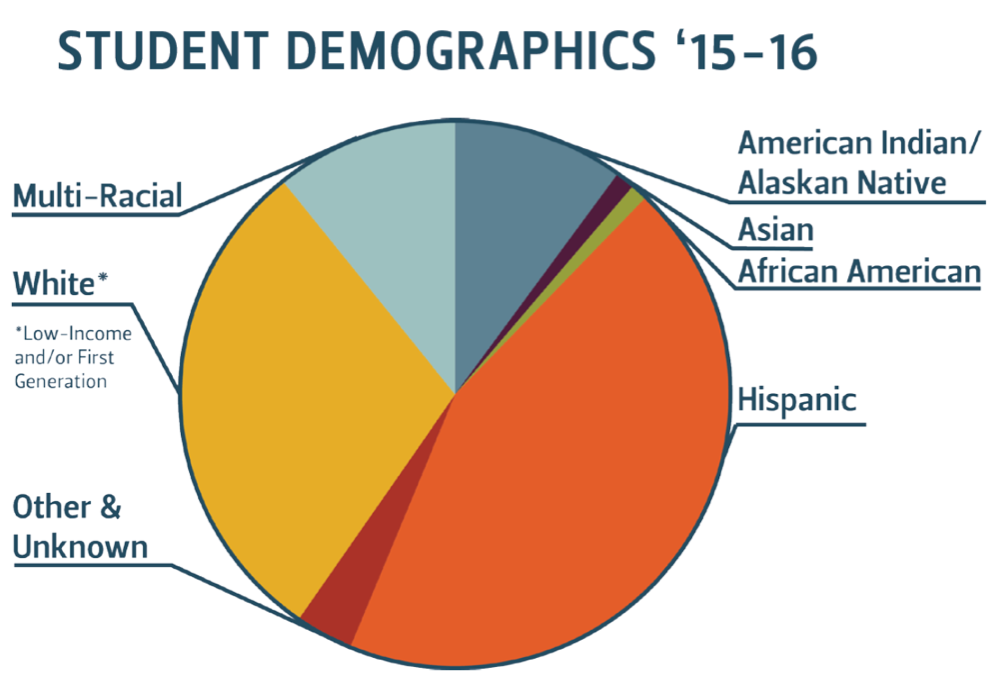 STUDENT DEMOGRAPHICS ‘15-16
American Indian/
Alaskan Native
Asian
African American
Hispanic
Multi-Racial
White*
*Low-Income
and/or First
Generation
Other &
Unknown